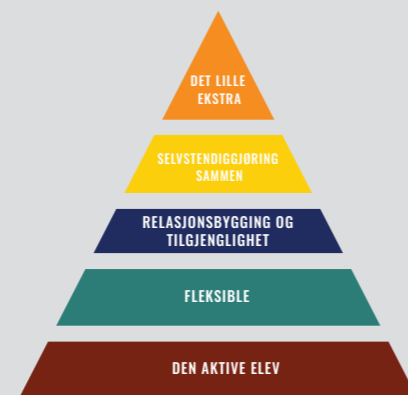 DET LILLE
EKSTRA
SELVSTENDIGGJØRING
SAMMEN
RELASJONSBYGGING OG
TILGJENGLIGHET
FLEKSIBLE
DEN AKTIVE ELEV